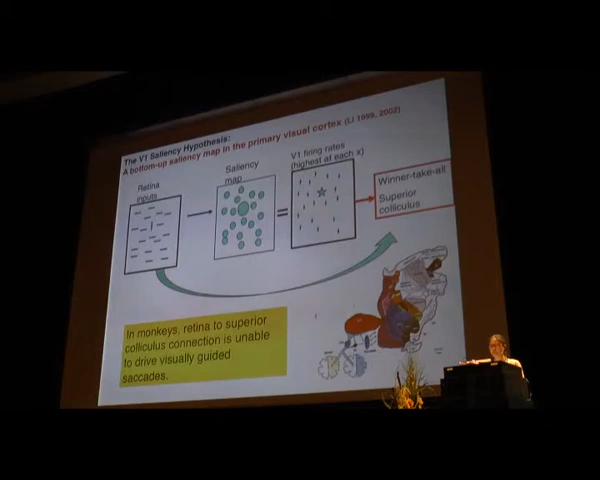 The V1 Saliency Hypothesis:
A bottom-up saliency map in the primary visual cortex (Li 1999, 2002)
Retina
inputs
Saliency
map
V1 firing rates
(highest at each x)
=
Winner-take-all
Superior
colliculus
In monkeys, retina to superior
colliculus connection is unable
to drive visually guided
saccades.